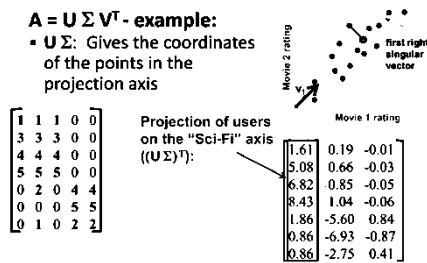 A = U Σ Vᵀ - example:
▪ U Σ: Gives the coordinates
of the points in the
projection axis
Movie 2 rating
first right
singular
vector
v₁
Movie 1 rating
1 1 1 0 0
3 3 3 0 0
4 4 4 0 0
5 5 5 0 0
0 2 0 4 4
0 0 0 5 5
0 1 0 2 2
Projection of users
on the “Sci-Fi” axis
((U Σ)ᵀ):
1.61 0.19 -0.01
5.08 0.66 -0.03
6.82 0.85 -0.05
8.43 1.04 -0.06
1.86 -5.60 0.84
0.86 -6.93 -0.87
0.86 -2.75 0.41